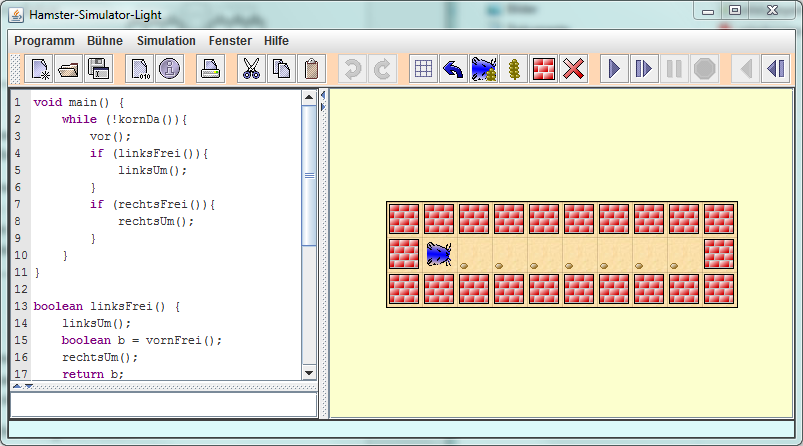 Hamster-Simulator-Light
Programm Bühne Simulation Fenster Hilfe
010
1 void main() {
2 while (!kornDa()){
3 vor();
4 if (linksFrei()){
5 linksUm();
6 }
7 if (rechtsFrei()){
8 rechtsUm();
9 }
10 }
11 }
12
13 boolean linksFrei() {
14 linksUm();
15 boolean b = vornFrei();
16 rechtsUm();
17 return b;